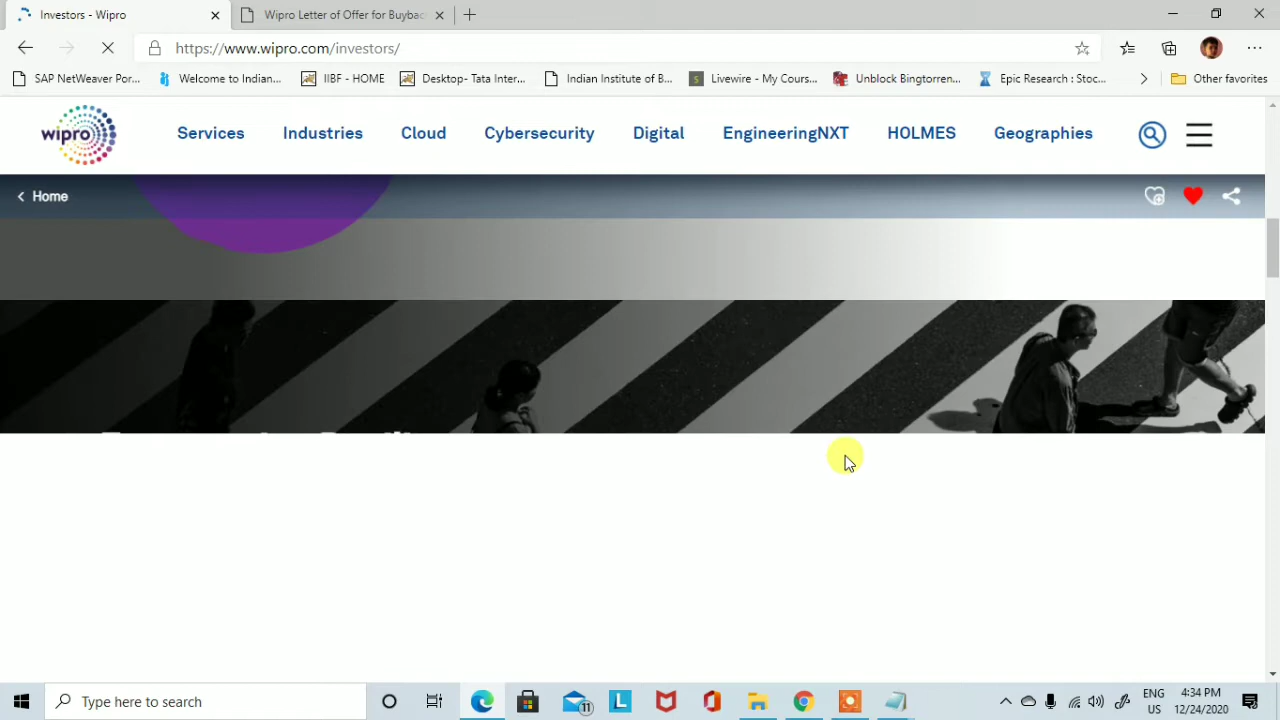 Investors - Wipro
Wipro Letter of Offer for Buybac
https://www.wipro.com/investors/
SAP NetWeaver Por...
Welcome to Indian...
IIBF - HOME
Desktop- Tata Inter...
Indian Institute of B...
Livewire - My Cours...
Unblock Bingtorren...
Epic Research : Stoc...
Other favorites
wipro
Services
Industries
Cloud
Cybersecurity
Digital
EngineeringNXT
HOLMES
Geographies
Home
Type here to search
11
ENG
US
4:34 PM
12/24/2020